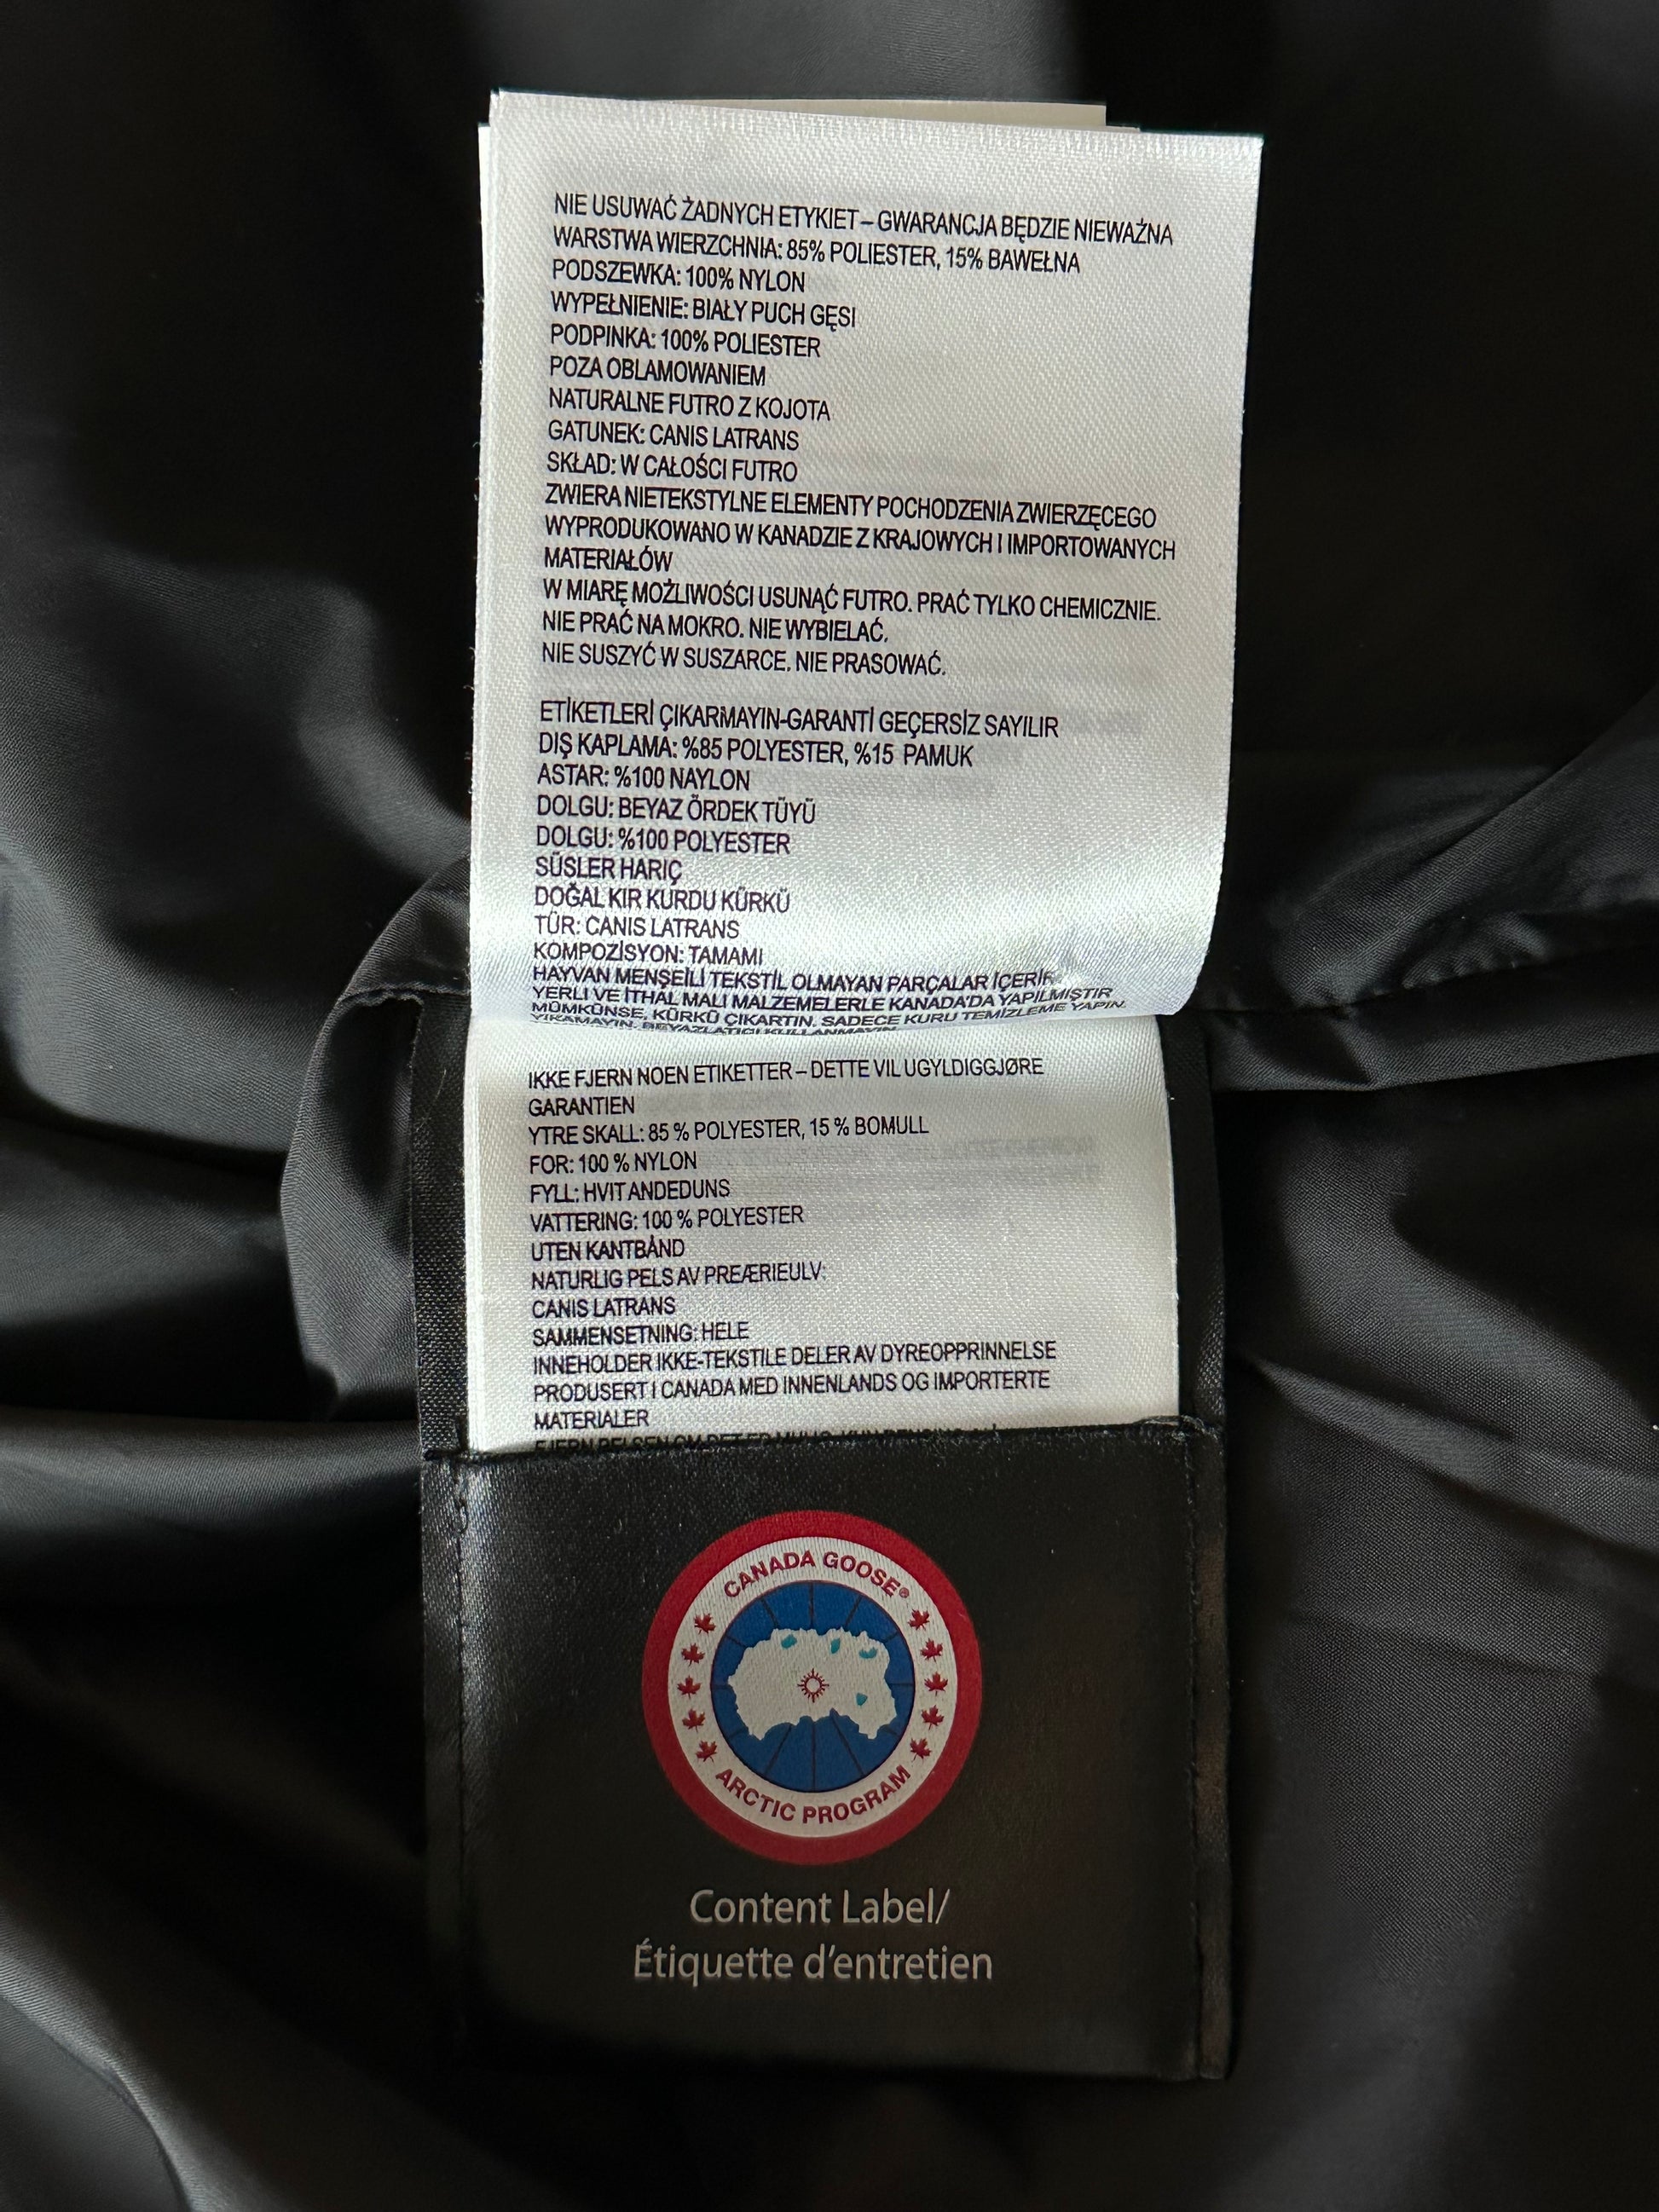 NIE USUWAĆ ŻADNYCH ETYKIET – GWARANCJA BĘDZIE NIEWAŻNA
WARSTWA WIERZCHNIA: 85% POLIESTER, 15% BAWEŁNA
PODSZEWKA: 100% NYLON
WYPEŁNIENIE: BIAŁY PUCH GĘSI
PODPINKA: 100% POLIESTER
POZA OBLAMOWANIEM
NATURALNE FUTRO Z KOJOTA
GATUNEK: CANIS LATRANS
SKŁAD: W CAŁOŚCI FUTRO
ZWIERA NIETEKSTYLNE ELEMENTY POCHODZENIA ZWIERZĘCEGO
WYPRODUKOWANO W KANADZIE Z KRAJOWYCH I IMPORTOWANYCH
MATERIAŁÓW
W MIARĘ MOŻLIWOŚCI USUNĄĆ FUTRO. PRAĆ TYLKO CHEMICZNIE.
NIE PRAĆ NA MOKRO. NIE WYBIELAĆ.
NIE SUSZYĆ W SUSZARCE. NIE PRASOWAĆ.
ETİKETLERİ ÇIKARMAYIN-GARANTİ GEÇERSİZ SAYILIR
DIŞ KAPLAMA: %85 POLYESTER, %15 PAMUK
ASTAR: %100 NAYLON
DOLGU: BEYAZ ÖRDEK TÜYÜ
DOLGU: %100 POLYESTER
SÜSLER HARIÇ
DOĞAL KIR KURDU KÜRKÜ
TÜR: CANIS LATRANS
KOMPOZİSYON: TAMAMI
HAYVAN MENŞEİLİ TEKSTİL OLMAYAN PARÇALAR İÇERİR
YERLI VE İTHAL MALI MALZEMELERLE KANADA'DA YAPILMIŞTIR
MÜMKÜNSE, KÜRKÜ ÇIKARTIN. SADECE KURU TEMİZLEME YAPIN.
YIKAMAYIN. BEYAZLATICI KULLANMAYIN.
IKKE FJERN NOEN ETIKETTER – DETTE VIL UGYLDIGGJØRE
GARANTIEN
YTRE SKALL: 85 % POLYESTER, 15 % BOMULL
FOR: 100 % NYLON
FYLL: HVIT ANDEDUNS
VATTERING: 100 % POLYESTER
UTEN KANTBÅND
NATURLIG PELS AV PREÆRIEULV:
CANIS LATRANS
SAMMENSETNING: HELE
INNEHOLDER IKKE-TEKSTILE DELER AV DYREOPPRINNELSE
PRODUSERT I CANADA MED INNENLANDS OG IMPORTERTE
MATERIALER
CANADA GOOSE®
ARCTIC PROGRAM
Content Label/
Étiquette d'entretien